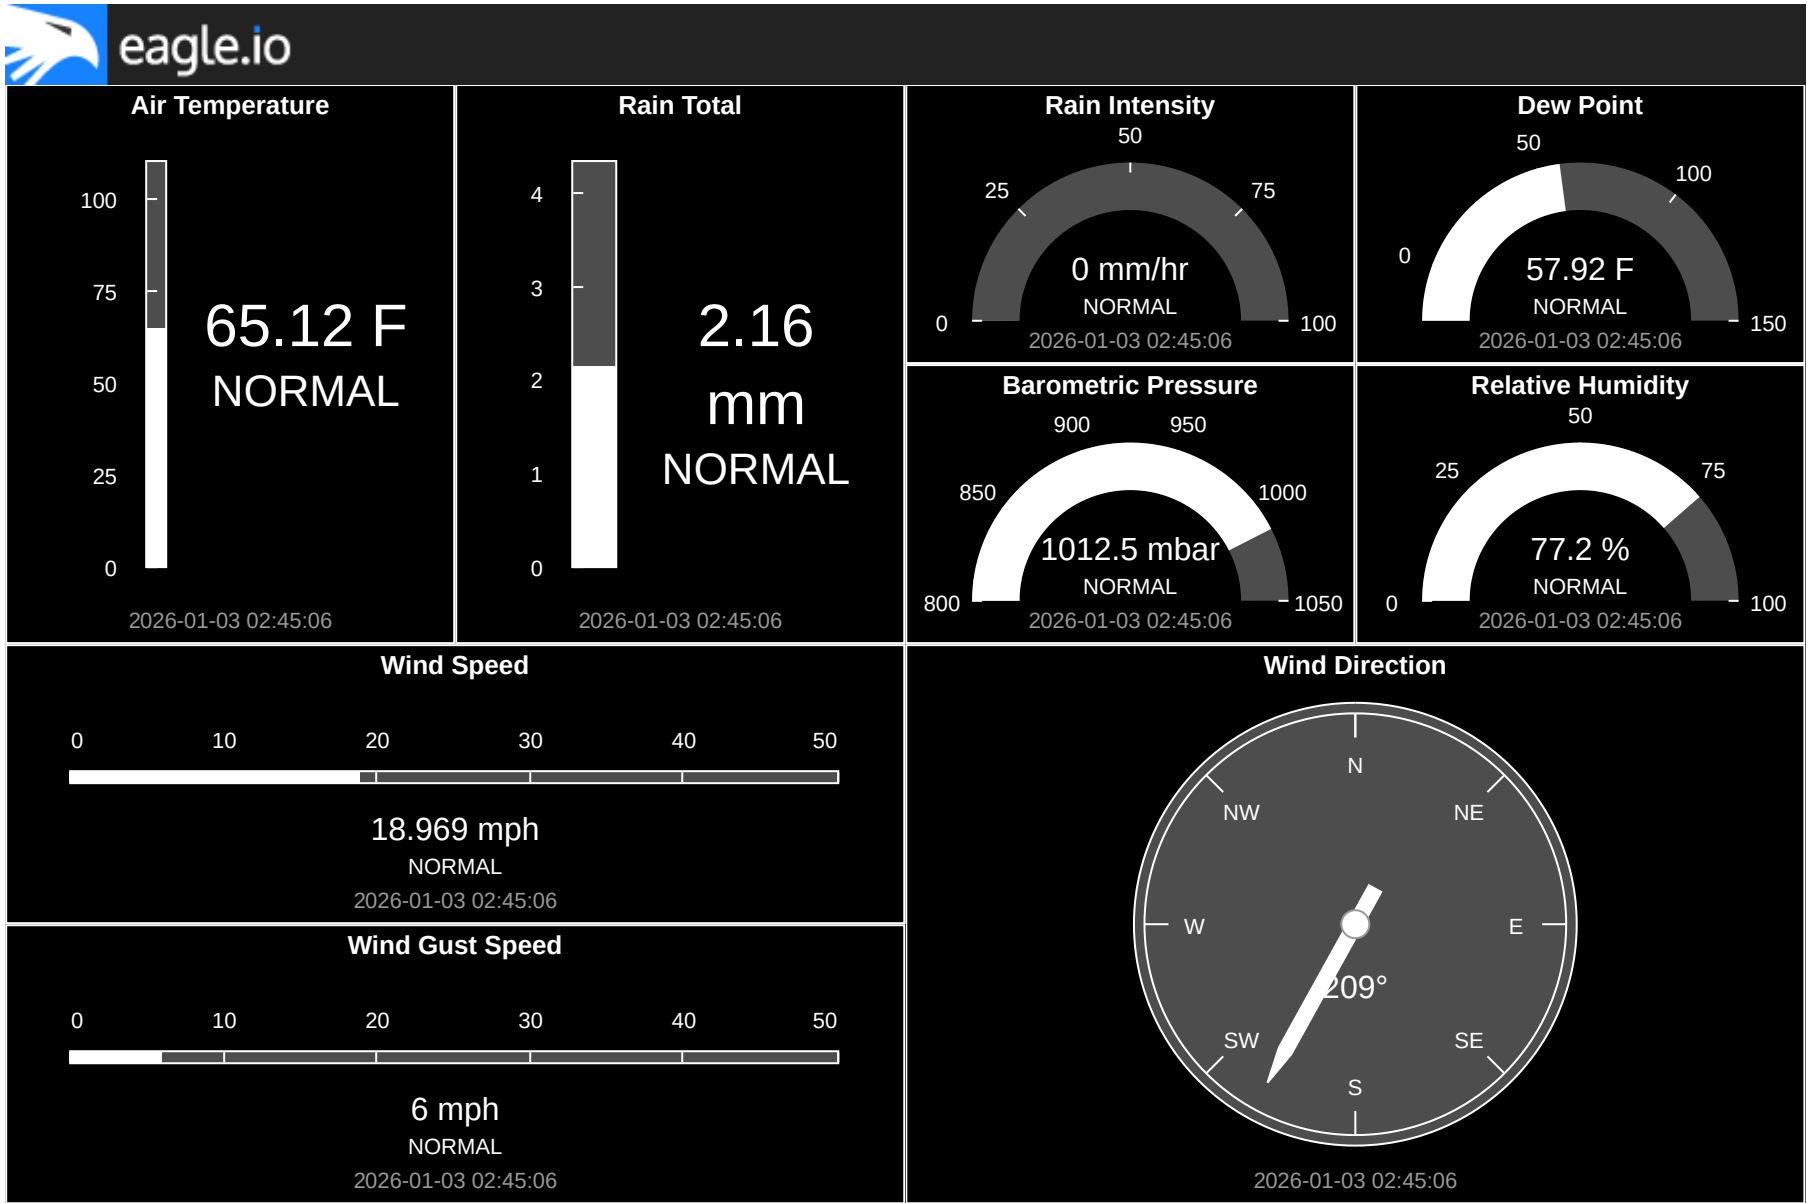 eagle.io
Air Temperature
100
75
50
25
0
65.12 F
NORMAL
2026-01-03 02:45:06
Rain Total
4
3
2
1
0
2.16
mm
NORMAL
2026-01-03 02:45:06
Rain Intensity
0
25
50
75
100
0 mm/hr
NORMAL
2026-01-03 02:45:06
Dew Point
0
50
100
150
57.92 F
NORMAL
2026-01-03 02:45:06
Barometric Pressure
800
850
900
950
1000
1050
1012.5 mbar
NORMAL
2026-01-03 02:45:06
Relative Humidity
0
25
50
75
100
77.2 %
NORMAL
2026-01-03 02:45:06
Wind Speed
0 10 20 30 40 50
18.969 mph
NORMAL
2026-01-03 02:45:06
Wind Gust Speed
0 10 20 30 40 50
6 mph
NORMAL
2026-01-03 02:45:06
Wind Direction
N
NW NE
W E
209°
SW SE
S
2026-01-03 02:45:06